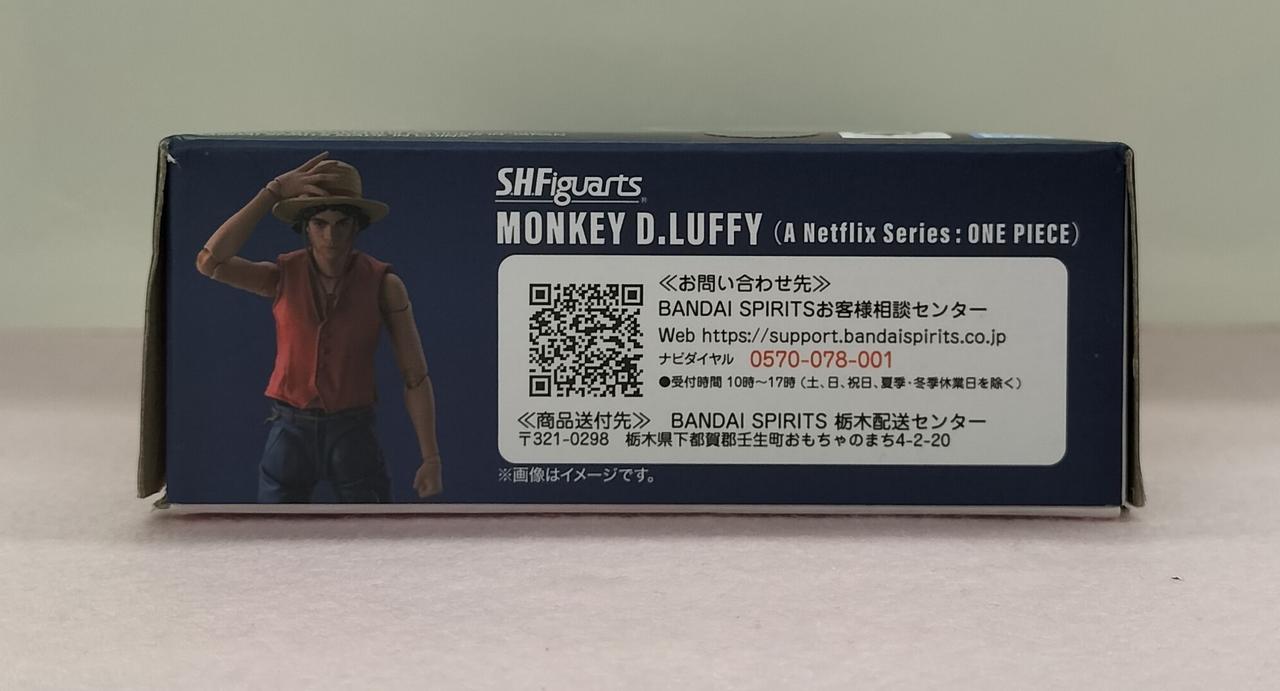 S.H.Figuarts®
MONKEY D.LUFFY (A Netflix Series : ONE PIECE)
≪お問い合わせ先≫
BANDAI SPIRITSお客様相談センター
Web https://support.bandaispirits.co.jp
ナビダイヤル 0570-078-001
●受付時間 10時～17時（土、日、祝日、夏季・冬季休業日を除く）
≪商品送付先≫ BANDAI SPIRITS 栃木配送センター
〒321-0298 栃木県下都賀郡壬生町おもちゃのまち4-2-20
※画像はイメージです。